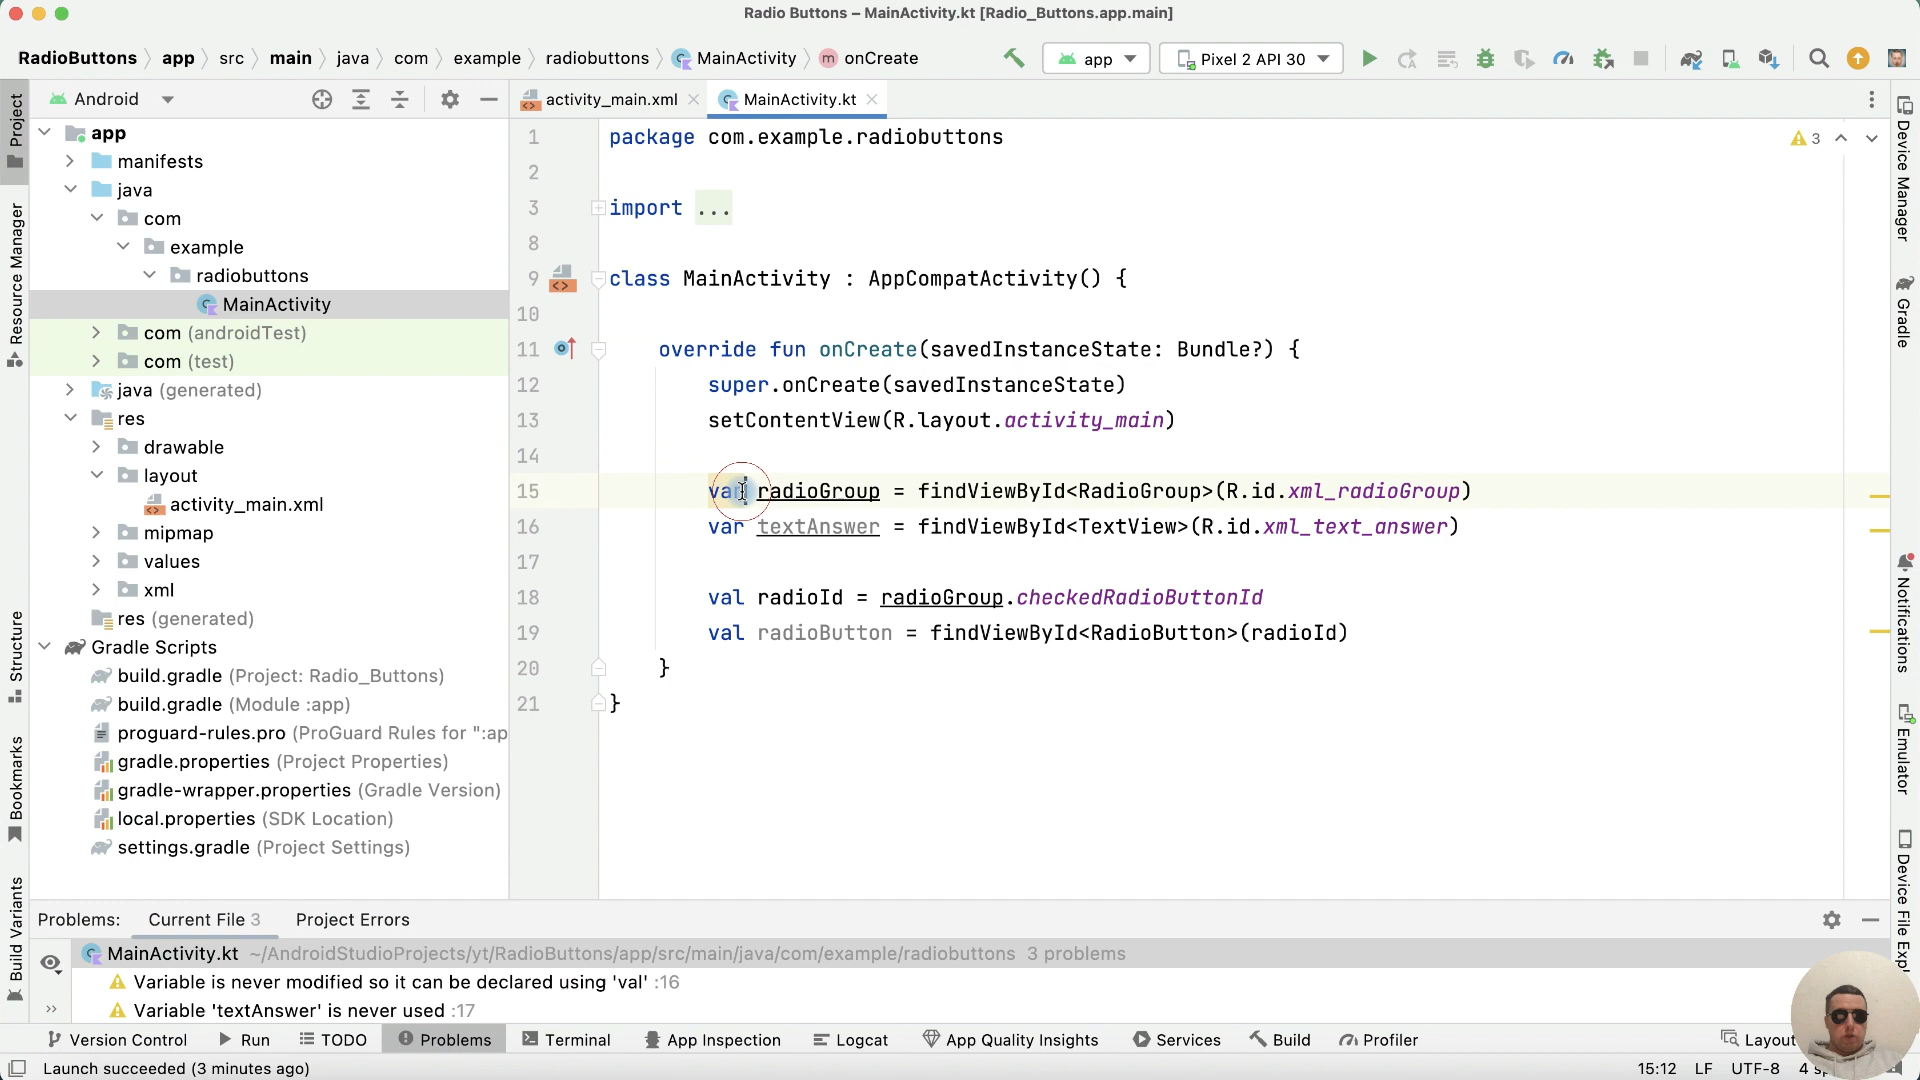 Radio Buttons – MainActivity.kt [Radio_Buttons.app.main]
RadioButtons app src main java com example radiobuttons MainActivity onCreate app Pixel 2 API 30
Android
activity_main.xml MainActivity.kt
Project
Resource Manager
Structure
Bookmarks
Build Variants
app
manifests
java
com
example
radiobuttons
MainActivity
com (androidTest)
com (test)
java (generated)
res
drawable
layout
activity_main.xml
mipmap
values
xml
res (generated)
Gradle Scripts
build.gradle (Project: Radio_Buttons)
build.gradle (Module :app)
proguard-rules.pro (ProGuard Rules for ":ap
gradle.properties (Project Properties)
gradle-wrapper.properties (Gradle Version)
local.properties (SDK Location)
settings.gradle (Project Settings)
1 package com.example.radiobuttons
2
3 import ...
8
9 class MainActivity : AppCompatActivity() {
10
11 override fun onCreate(savedInstanceState: Bundle?) {
12 super.onCreate(savedInstanceState)
13 setContentView(R.layout.activity_main)
14
15 var radioGroup = findViewById<RadioGroup>(R.id.xml_radioGroup)
16 var textAnswer = findViewById<TextView>(R.id.xml_text_answer)
17
18 val radioId = radioGroup.checkedRadioButtonId
19 val radioButton = findViewById<RadioButton>(radioId)
20 }
21 }
3
Device Manager
Gradle
Notifications
Emulator
Device File Expl
Problems: Current File 3 Project Errors
MainActivity.kt ~/AndroidStudioProjects/yt/RadioButtons/app/src/main/java/com/example/radiobuttons 3 problems
Variable is never modified so it can be declared using 'val' :16
Variable 'textAnswer' is never used :17
Version Control Run TODO Problems Terminal App Inspection Logcat App Quality Insights Services Build Profiler Layout
Launch succeeded (3 minutes ago) 15:12 LF UTF-8 4